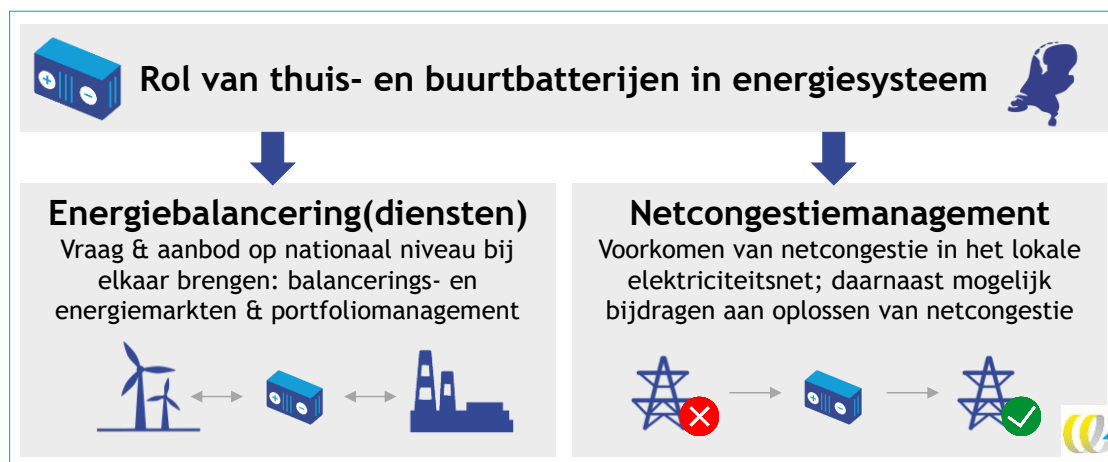 Rol van thuis- en buurtbatterijen in energiesysteem
Energiebalancering(diensten)
Vraag & aanbod op nationaal niveau bij
elkaar brengen: balancerings- en
energiemarkten & portfoliomanagement
Netcongestiemanagement
Voorkomen van netcongestie in het lokale
elektriciteitsnet; daarnaast mogelijk
bijdragen aan oplossen van netcongestie